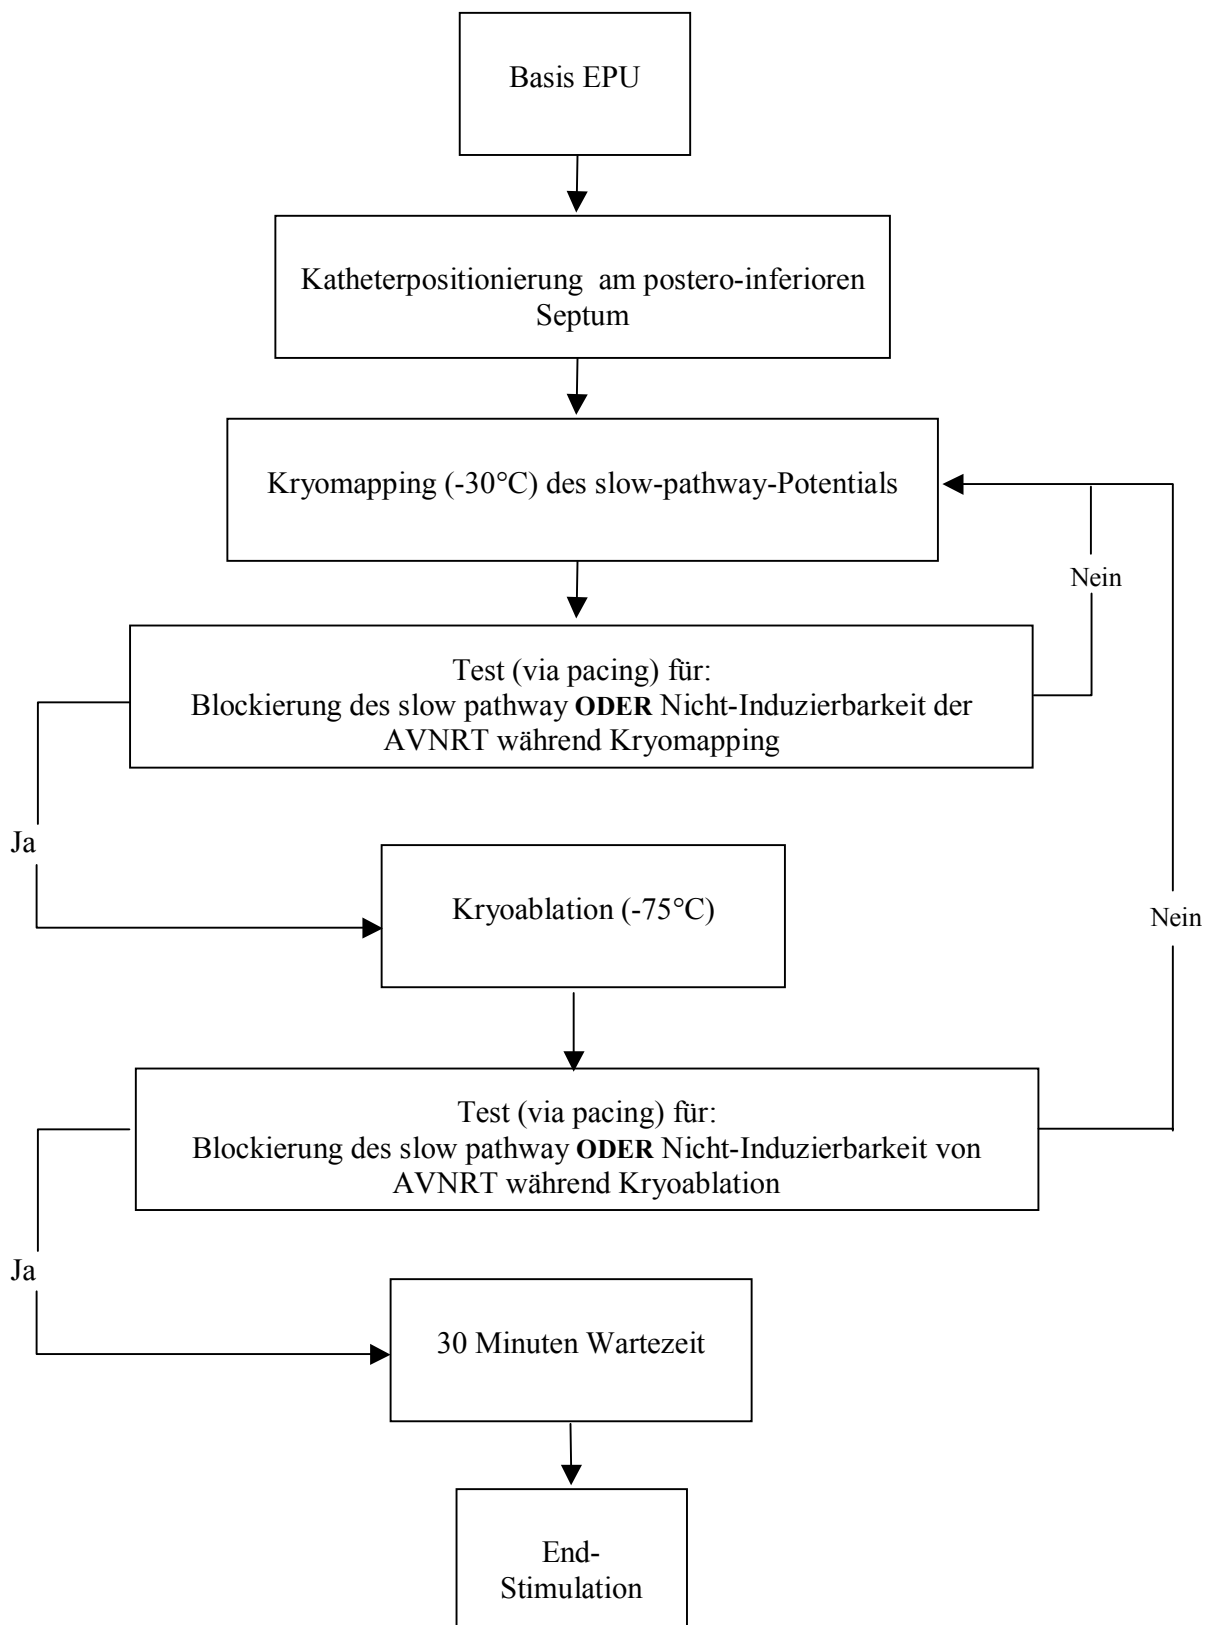 Basis EPU
Katheterpositionierung am postero-inferioren
Septum
Kryomapping (-30°C) des slow-pathway-Potentials
Nein
Test (via pacing) für:
Blockierung des slow pathway ODER Nicht-Induzierbarkeit der
AVNRT während Kryomapping
Ja
Kryoablation (-75°C)
Nein
Test (via pacing) für:
Blockierung des slow pathway ODER Nicht-Induzierbarkeit von
AVNRT während Kryoablation
Ja
30 Minuten Wartezeit
End-
Stimulation